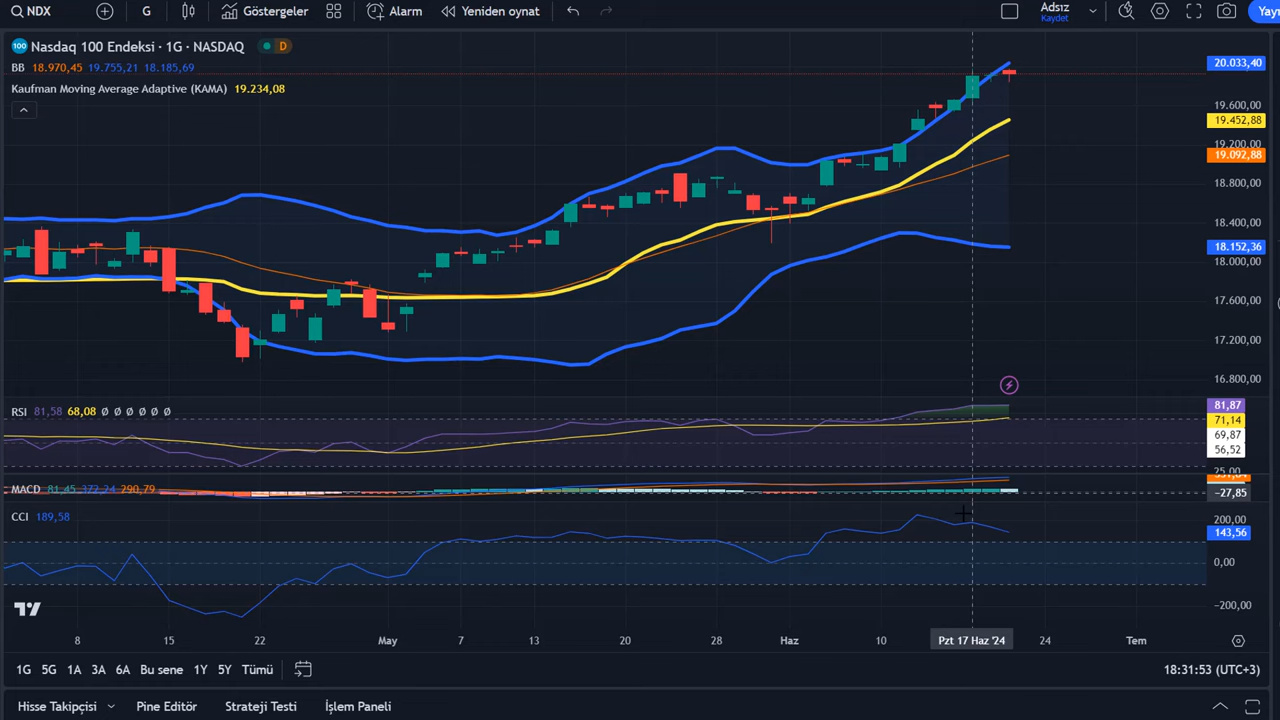 NDX G Göstergeler Alarm Yeniden oynat Adsız Kaydet Yayı
100 Nasdaq 100 Endeksi · 1G · NASDAQ D
BB 18.970,45 19.755,21 18.185,69
Kaufman Moving Average Adaptive (KAMA) 19.234,08
20.033,40
19.600,00
19.452,88
19.200,00
19.092,88
18.800,00
18.400,00
18.152,36
18.000,00
17.600,00
17.200,00
16.800,00
RSI 81,58 68,08 Ø Ø Ø Ø Ø Ø
81,87
71,14
69,87
56,52
25,00
MACD 81,45 372,24 290,79
−27,85
CCI 189,58
200,00
143,56
0,00
−200,00
8 15 22 May 7 13 20 28 Haz 10 Pzt 17 Haz '24 24 Tem
1G 5G 1A 3A 6A Bu sene 1Y 5Y Tümü 18:31:53 (UTC+3)
Hisse Takipçisi Pine Editör Strateji Testi İşlem Paneli